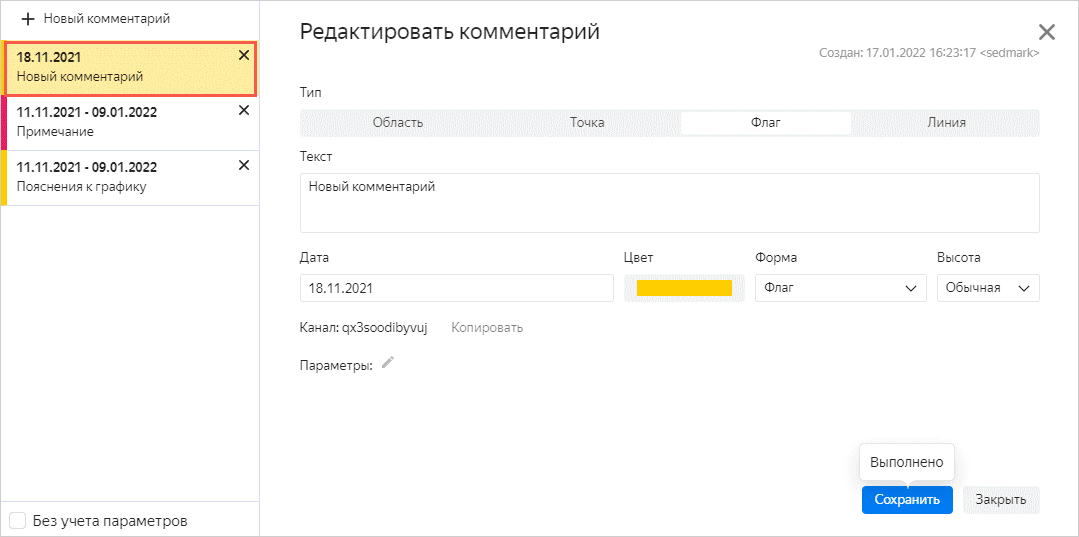 Новый комментарий
18.11.2021
Новый комментарий
11.11.2021 - 09.01.2022
Примечание
11.11.2021 - 09.01.2022
Пояснения к графику
Без учета параметров
Редактировать комментарий
Создан: 17.01.2022 16:23:17 <sedmark>
Тип
Область Точка Флаг Линия
Текст
Новый комментарий
Дата Цвет Форма Высота
18.11.2021 Флаг Обычная
Канал: qx3soodibyvuj Копировать
Параметры:
Выполнено
Сохранить Закрыть